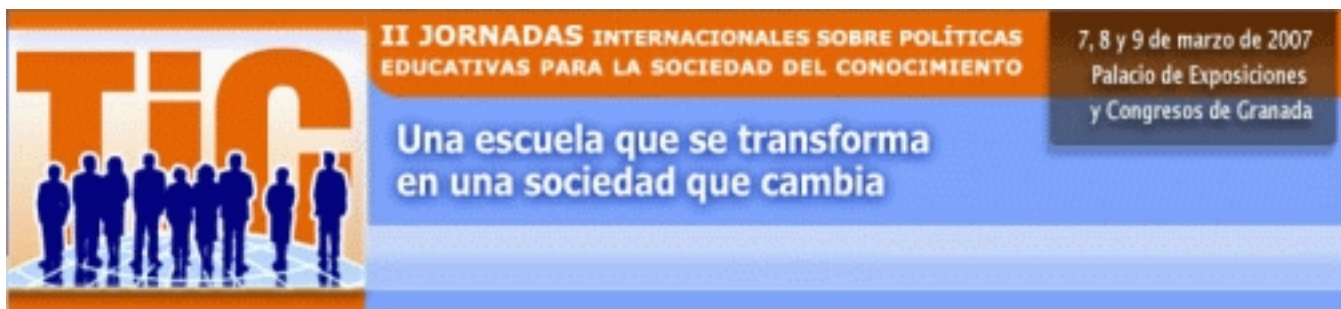 TiC
II JORNADAS INTERNACIONALES SOBRE POLÍTICAS
EDUCATIVAS PARA LA SOCIEDAD DEL CONOCIMIENTO
7, 8 y 9 de marzo de 2007
Palacio de Exposiciones
y Congresos de Granada
Una escuela que se transforma
en una sociedad que cambia